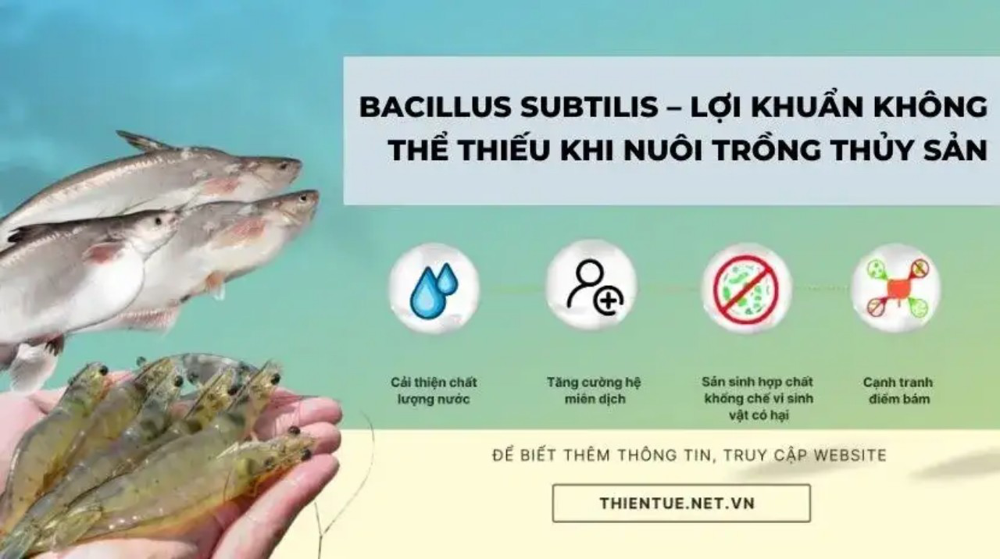 BACILLUS SUBTILIS – LỢI KHUẨN KHÔNG
THỂ THIẾU KHI NUÔI TRỒNG THỦY SẢN
Cải thiện chất
lượng nước
Tăng cường hệ
miễn dịch
Sản sinh hợp chất
khống chế vi sinh
vật có hại
Cạnh tranh
điểm bám
ĐỂ BIẾT THÊM THÔNG TIN, TRUY CẬP WEBSITE
THIENTUE.NET.VN